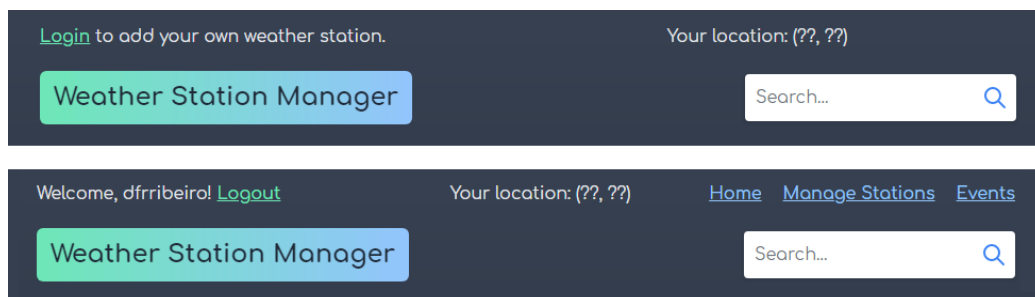 Login to add your own weather station. Your location: (??, ??)
Weather Station Manager Search...
Welcome, dfrribeiro! Logout Your location: (??, ??) Home Manage Stations Events
Weather Station Manager Search...